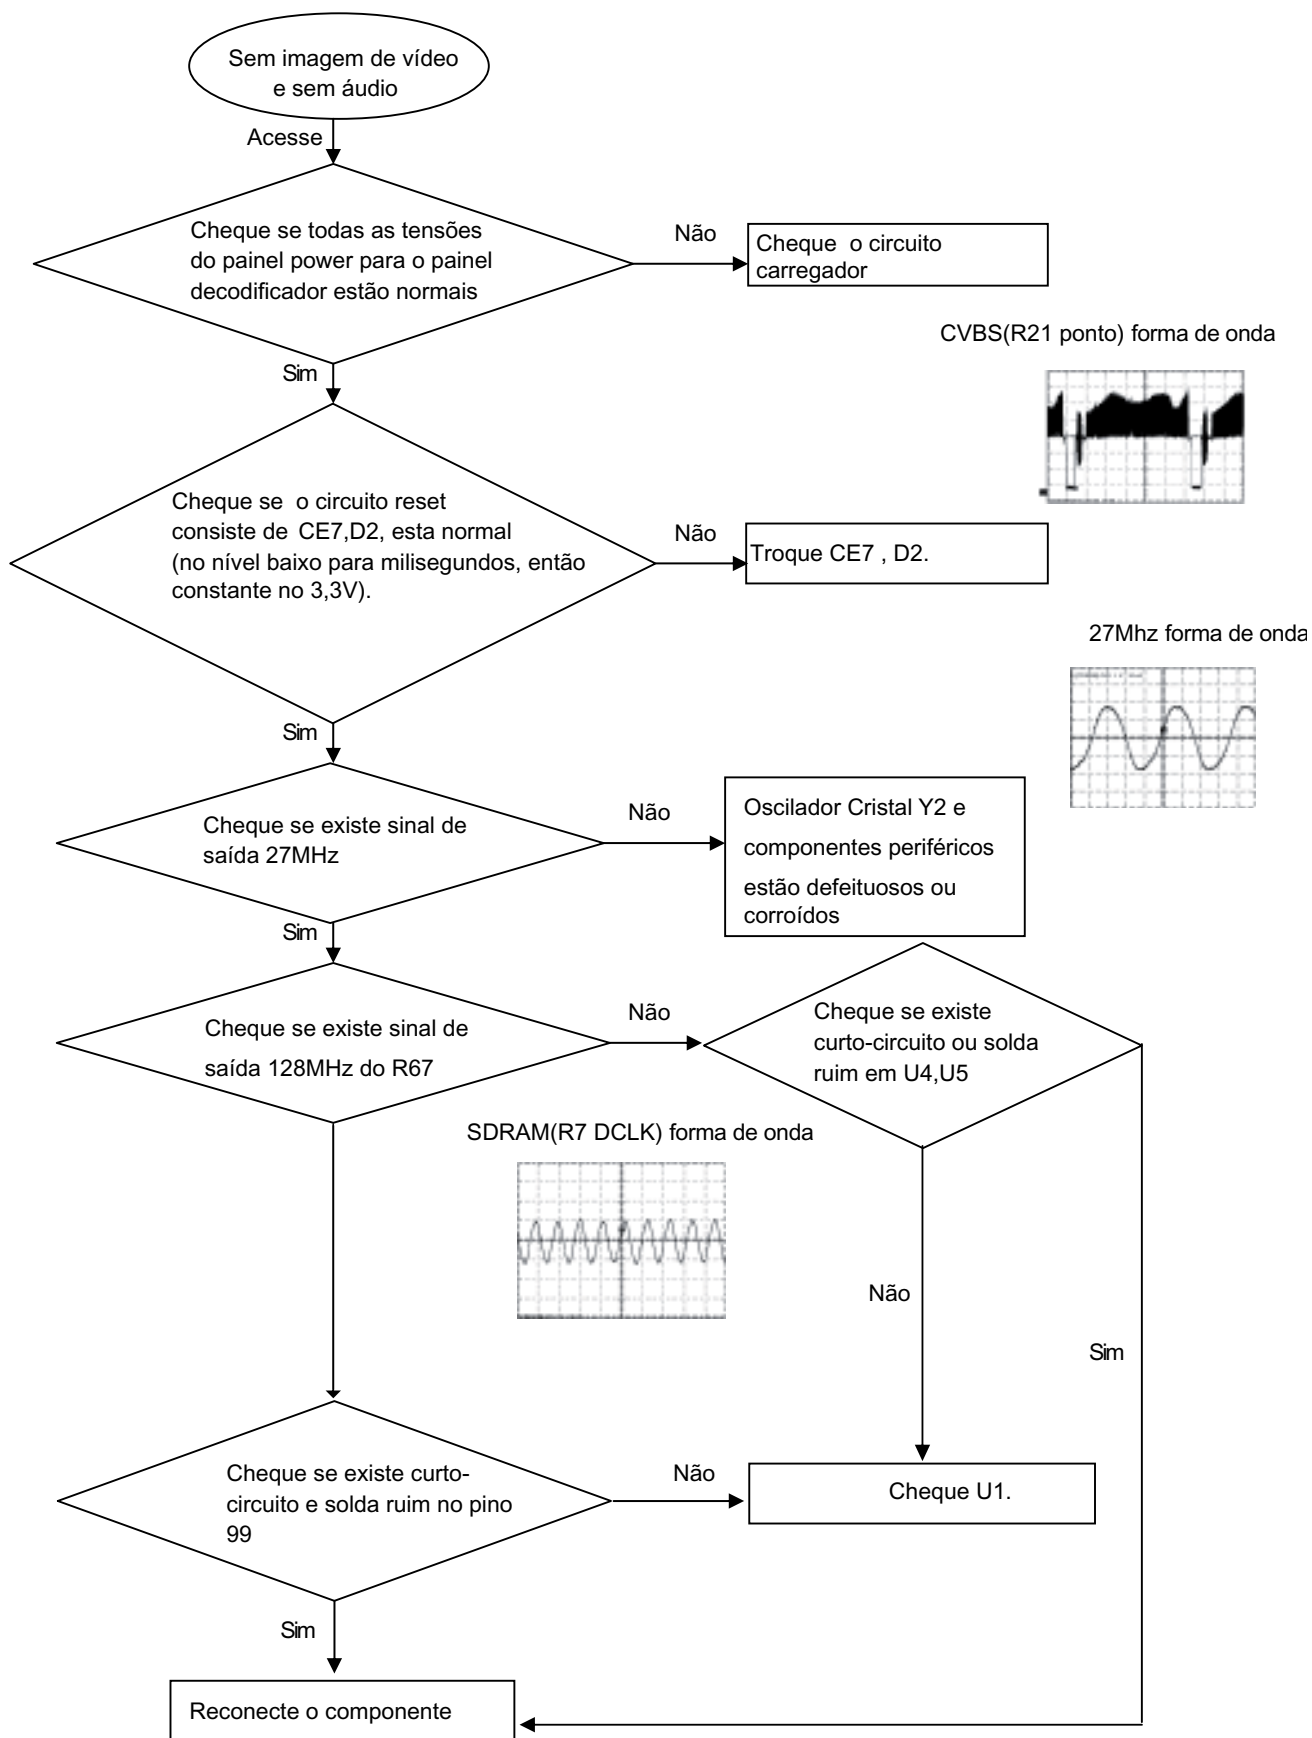 Sem imagem de vídeo
e sem áudio
Acesse
Cheque se todas as tensões
do painel power para o painel
decodificador estão normais
Não
Cheque o circuito
carregador
CVBS(R21 ponto) forma de onda
Sim
Cheque se o circuito reset
consiste de CE7,D2, esta normal
(no nível baixo para milisegundos, então
constante no 3,3V).
Não
Troque CE7 , D2.
27Mhz forma de onda
Sim
Cheque se existe sinal de
saída 27MHz
Não
Oscilador Cristal Y2 e
componentes periféricos
estão defeituosos ou
corroídos
Sim
Cheque se existe sinal de
saída 128MHz do R67
Não
Cheque se existe
curto-circuito ou solda
ruim em U4,U5
SDRAM(R7 DCLK) forma de onda
Não
Sim
Cheque se existe curto-
circuito e solda ruim no pino
99
Não
Cheque U1.
Sim
Reconecte o componente